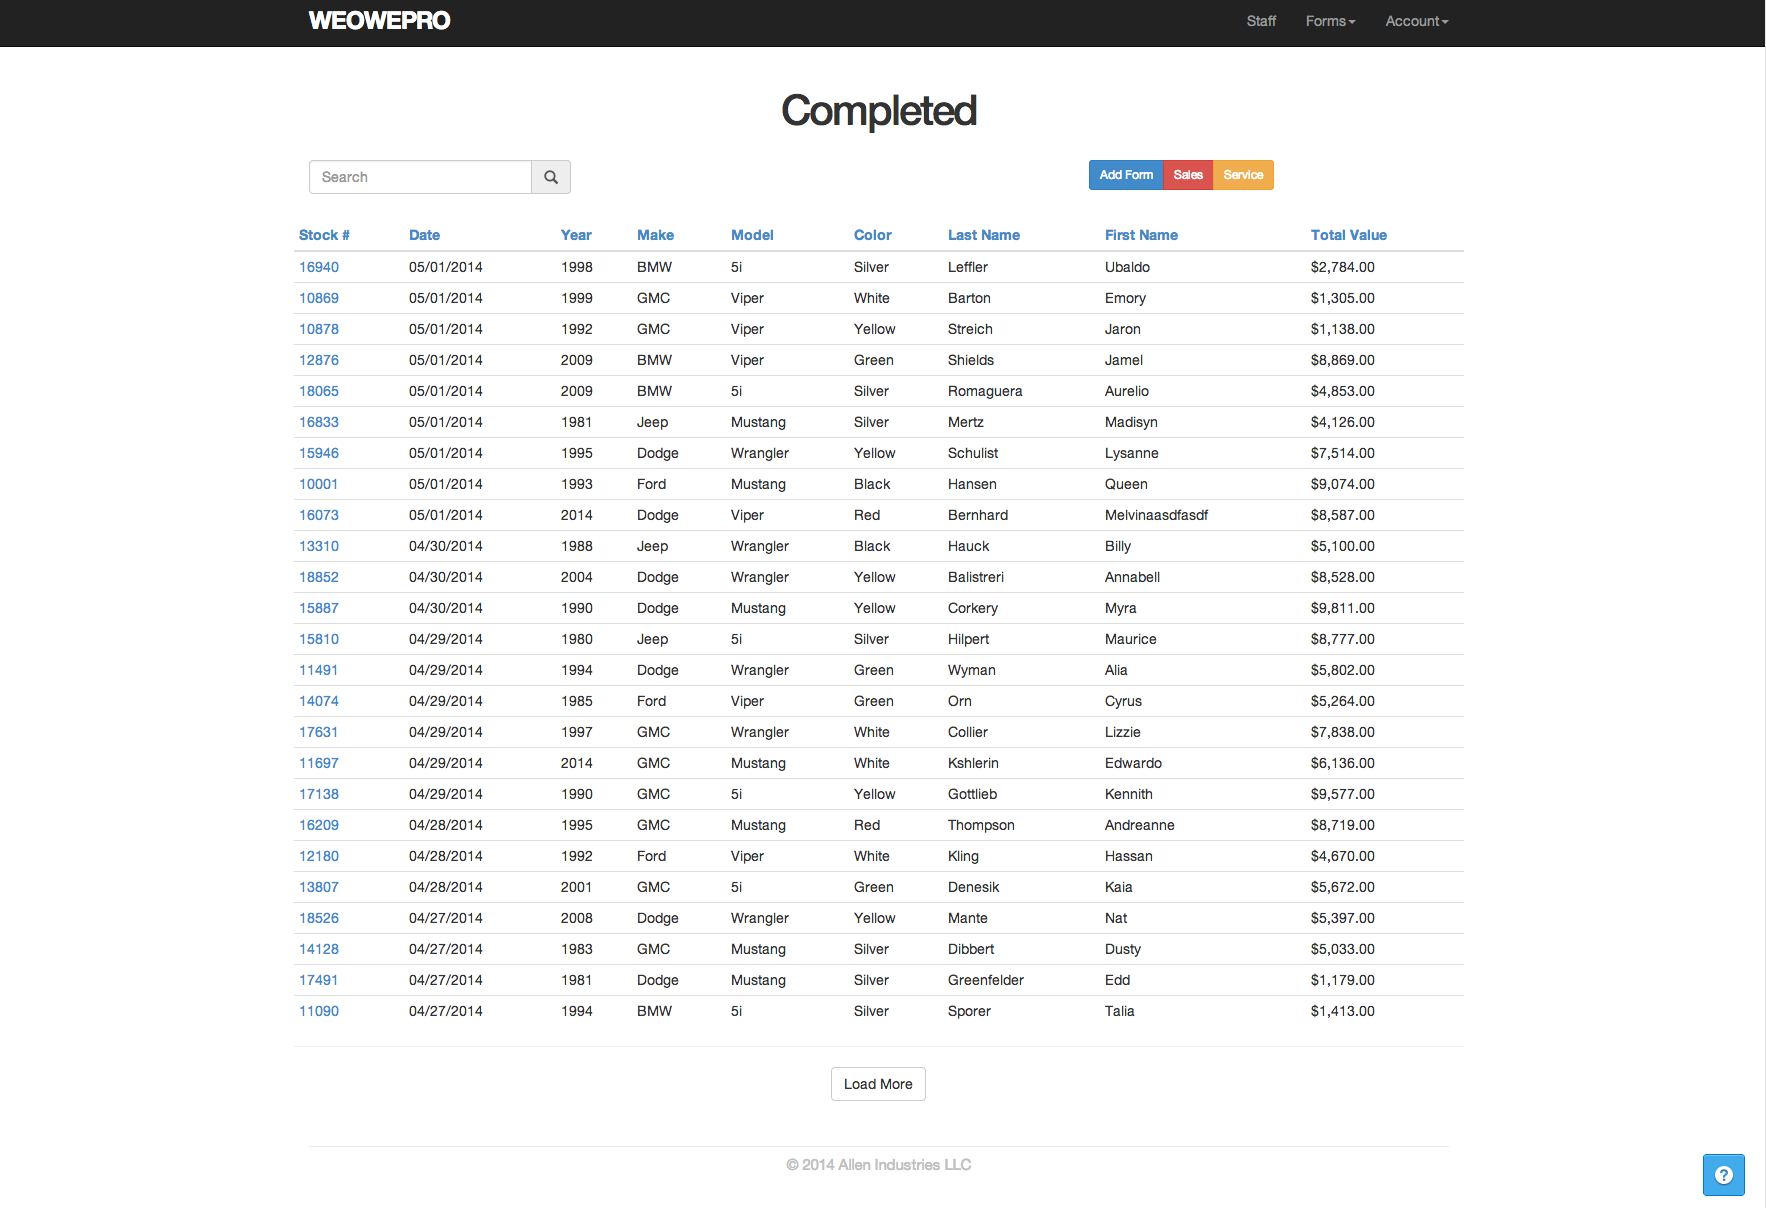 WEOWEPRO Staff Forms Account
Completed
Search Add Form Sales Service
Stock # Date Year Make Model Color Last Name First Name Total Value
16940 05/01/2014 1998 BMW 5i Silver Leffler Ubaldo $2,784.00
10869 05/01/2014 1999 GMC Viper White Barton Emory $1,305.00
10878 05/01/2014 1992 GMC Viper Yellow Streich Jaron $1,138.00
12876 05/01/2014 2009 BMW Viper Green Shields Jamel $8,869.00
18065 05/01/2014 2009 BMW 5i Silver Romaguera Aurelio $4,853.00
16833 05/01/2014 1981 Jeep Mustang Silver Mertz Madisyn $4,126.00
15946 05/01/2014 1995 Dodge Wrangler Yellow Schulist Lysanne $7,514.00
10001 05/01/2014 1993 Ford Mustang Black Hansen Queen $9,074.00
16073 05/01/2014 2014 Dodge Viper Red Bernhard Melvinaasdfasdf $8,587.00
13310 04/30/2014 1988 Jeep Wrangler Black Hauck Billy $5,100.00
18852 04/30/2014 2004 Dodge Wrangler Yellow Balistreri Annabell $8,528.00
15887 04/30/2014 1990 Dodge Mustang Yellow Corkery Myra $9,811.00
15810 04/29/2014 1980 Jeep 5i Silver Hilpert Maurice $8,777.00
11491 04/29/2014 1994 Dodge Wrangler Green Wyman Alia $5,802.00
14074 04/29/2014 1985 Ford Viper Green Orn Cyrus $5,264.00
17631 04/29/2014 1997 GMC Wrangler White Collier Lizzie $7,838.00
11697 04/29/2014 2014 GMC Mustang White Kshlerin Edwardo $6,136.00
17138 04/29/2014 1990 GMC 5i Yellow Gottlieb Kennith $9,577.00
16209 04/28/2014 1995 GMC Mustang Red Thompson Andreanne $8,719.00
12180 04/28/2014 1992 Ford Viper White Kling Hassan $4,670.00
13807 04/28/2014 2001 GMC 5i Green Denesik Kaia $5,672.00
18526 04/27/2014 2008 Dodge Wrangler Yellow Mante Nat $5,397.00
14128 04/27/2014 1983 GMC Mustang Silver Dibbert Dusty $5,033.00
17491 04/27/2014 1981 Dodge Mustang Silver Greenfelder Edd $1,179.00
11090 04/27/2014 1994 BMW 5i Silver Sporer Talia $1,413.00
Load More
© 2014 Allen Industries LLC
?